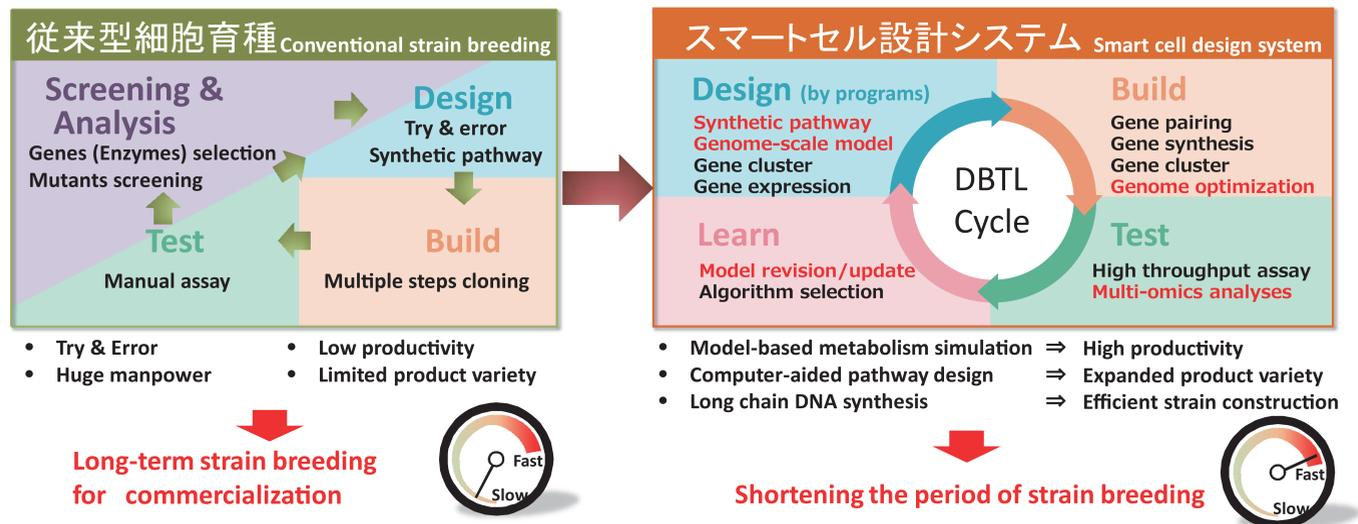 従来型細胞育種 Conventional strain breeding
Screening &
Analysis
Genes (Enzymes) selection
Mutants screening
Design
Try & error
Synthetic pathway
Test
Manual assay
Build
Multiple steps cloning
• Try & Error
• Huge manpower
• Low productivity
• Limited product variety
Long-term strain breeding
for commercialization
Fast
Slow
スマートセル設計システム Smart cell design system
Design (by programs)
Synthetic pathway
Genome-scale model
Gene cluster
Gene expression
Build
Gene pairing
Gene synthesis
Gene cluster
Genome optimization
DBTL
Cycle
Learn
Model revision/update
Algorithm selection
Test
High throughput assay
Multi-omics analyses
• Model-based metabolism simulation ⇒ High productivity
• Computer-aided pathway design ⇒ Expanded product variety
• Long chain DNA synthesis ⇒ Efficient strain construction
Shortening the period of strain breeding
Fast
Slow